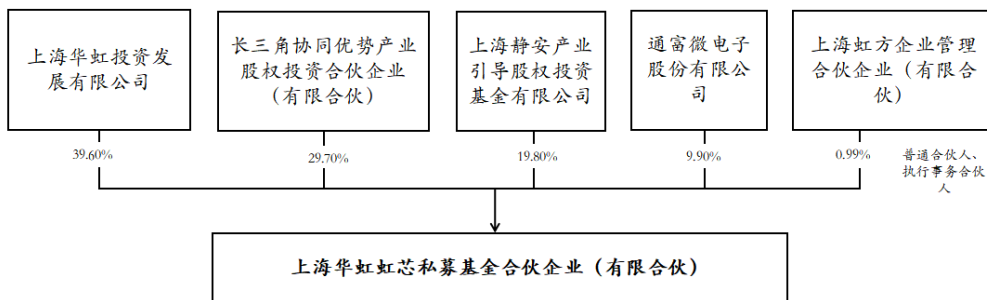 上海华虹投资发
展有限公司
长三角协同优势产业
股权投资合伙企业
（有限合伙）
上海静安产业
引导股权投资
基金有限公司
通富微电子
股份有限公
司
上海虹方企业管理
合伙企业（有限合
伙）
39.60%
29.70%
19.80%
9.90%
0.99%
普通合伙人、
执行事务合伙
人
上海华虹虹芯私募基金合伙企业（有限合伙）